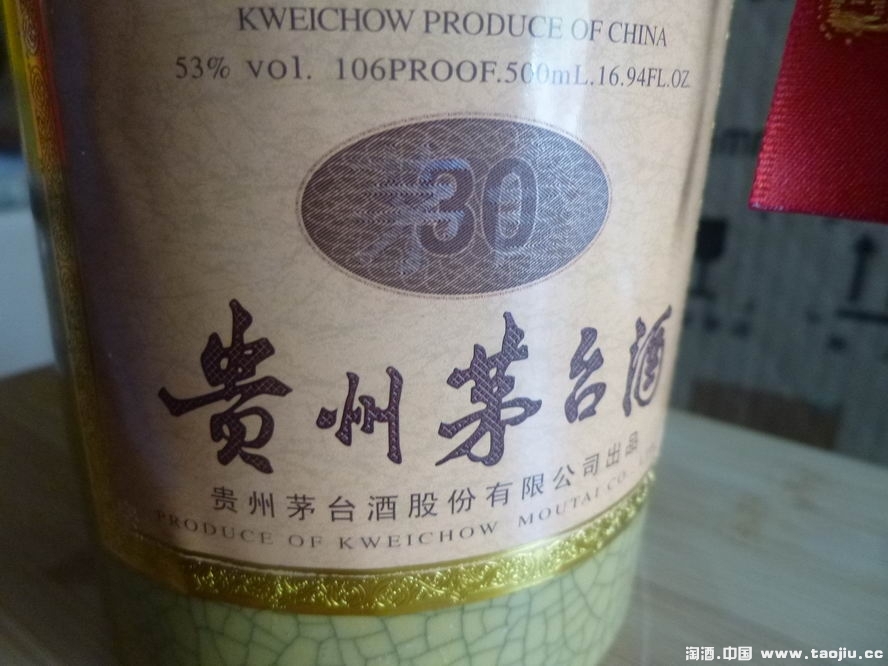 KWEICHOW PRODUCE OF CHINA
53% vol. 106PROOF.500mL.16.94FL.OZ.
30
贵州茅台酒
贵州茅台酒股份有限公司出品
PRODUCE OF KWEICHOW MOUTAI CO.
淘酒.中国 www.taojiu.cc